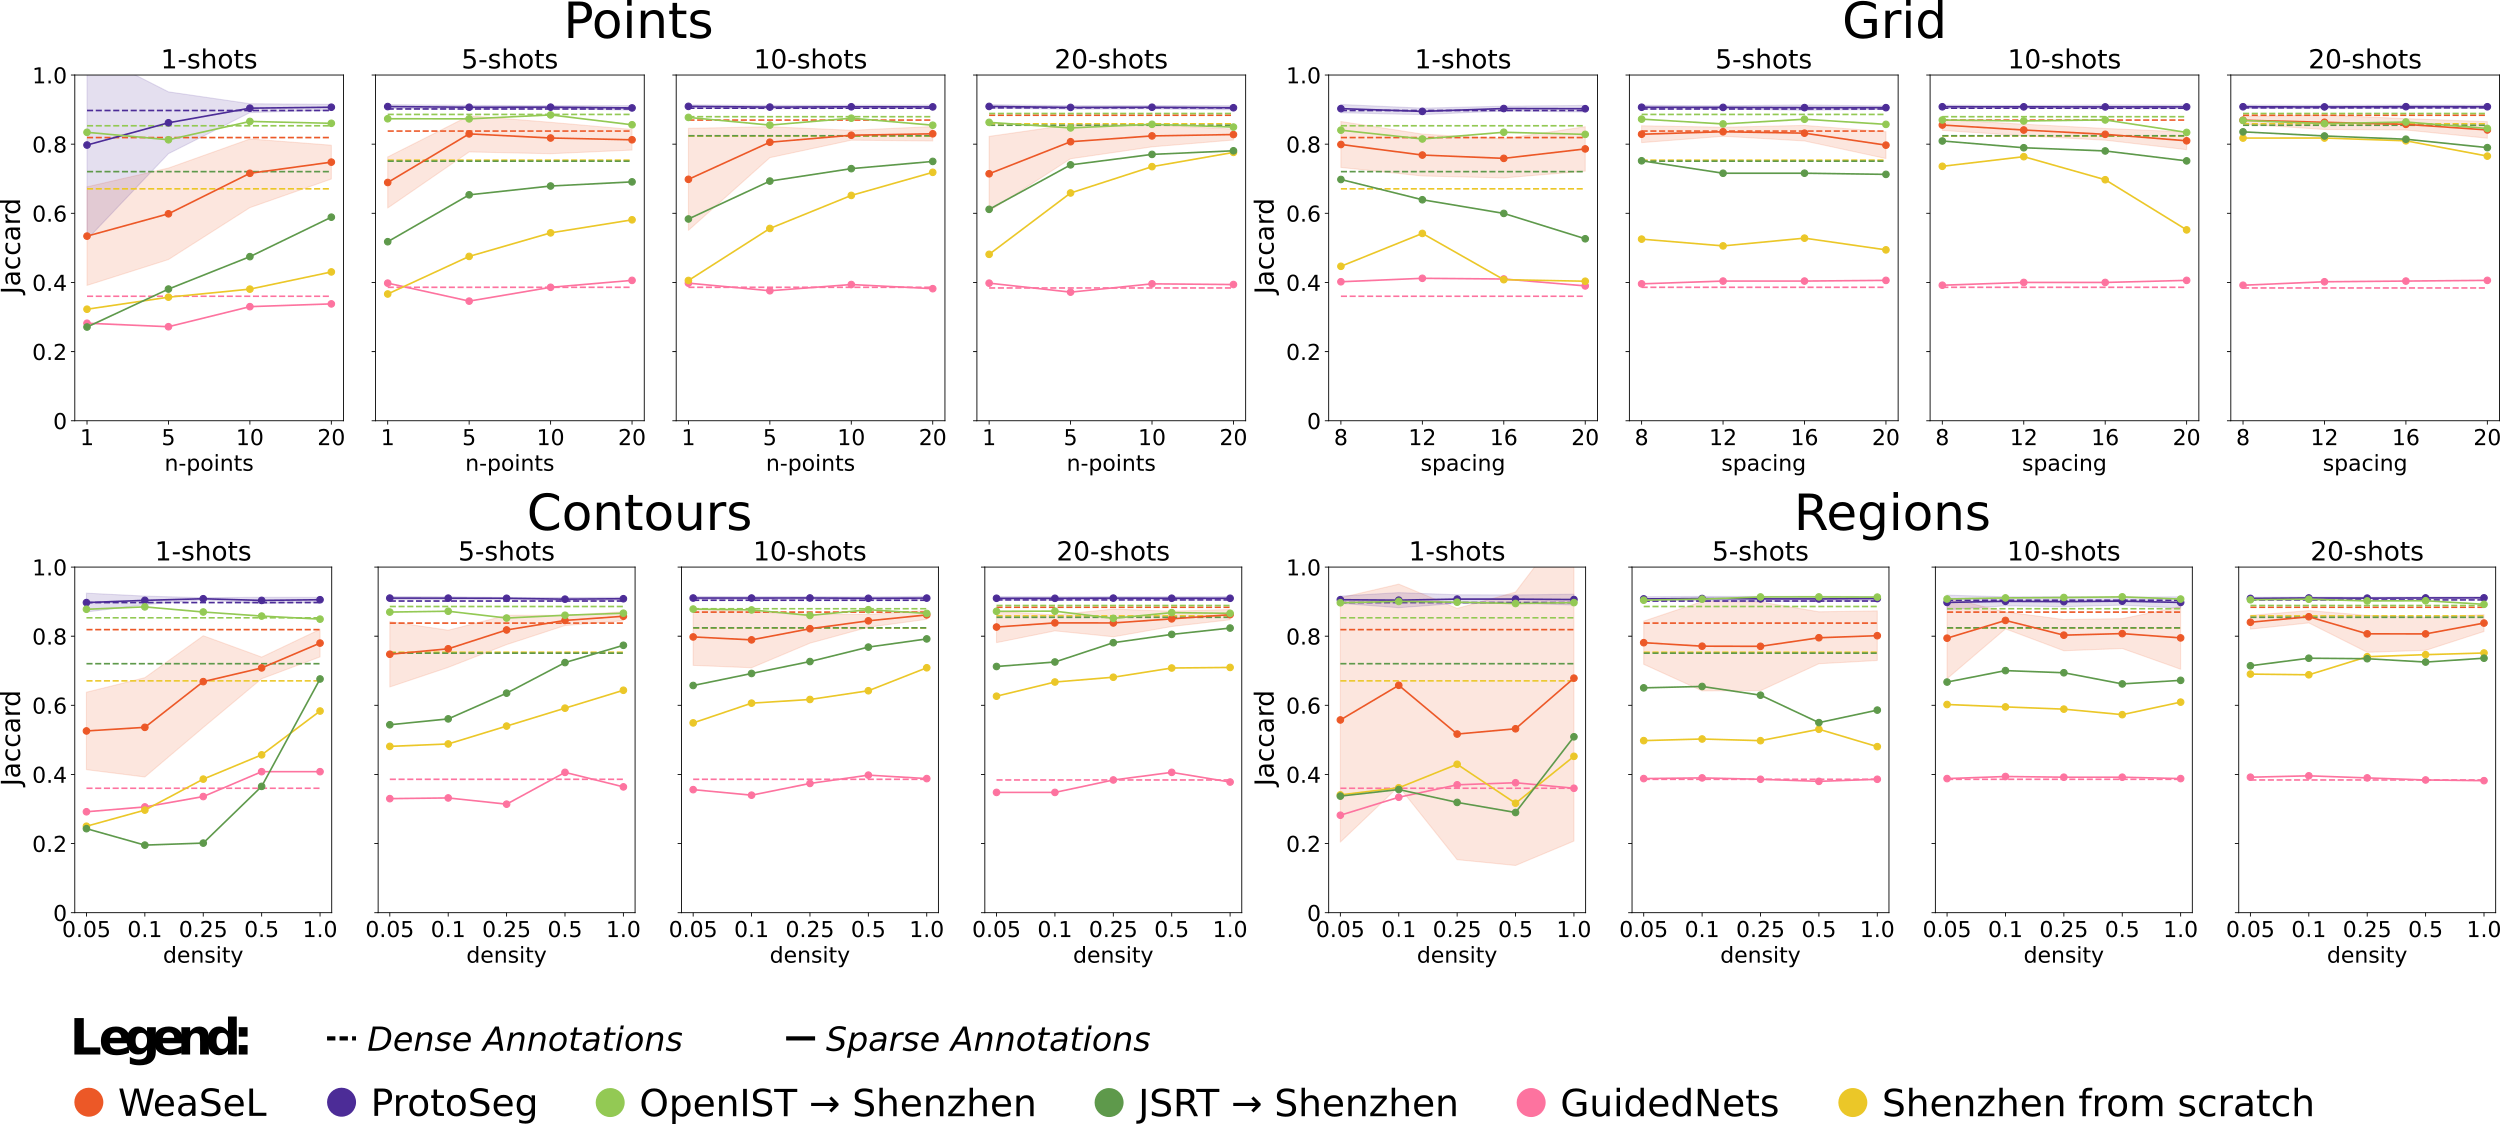 Points
Grid
1-shots 5-shots 10-shots 20-shots
1-shots 5-shots 10-shots 20-shots
Jaccard
1.0
0.8
0.6
0.4
0.2
0
1 5 10 20
1 5 10 20
1 5 10 20
1 5 10 20
n-points n-points n-points n-points
Jaccard
1.0
0.8
0.6
0.4
0.2
0
8 12 16 20
8 12 16 20
8 12 16 20
8 12 16 20
spacing spacing spacing spacing
Contours
Regions
1-shots 5-shots 10-shots 20-shots
1-shots 5-shots 10-shots 20-shots
Jaccard
1.0
0.8
0.6
0.4
0.2
0
0.05 0.1 0.25 0.5 1.0
0.05 0.1 0.25 0.5 1.0
0.05 0.1 0.25 0.5 1.0
0.05 0.1 0.25 0.5 1.0
density density density density
Jaccard
1.0
0.8
0.6
0.4
0.2
0
0.05 0.1 0.25 0.5 1.0
0.05 0.1 0.25 0.5 1.0
0.05 0.1 0.25 0.5 1.0
0.05 0.1 0.25 0.5 1.0
density density density density
Legend: Dense Annotations Sparse Annotations
WeaSeL ProtoSeg OpenIST → Shenzhen JSRT → Shenzhen GuidedNets Shenzhen from scratch